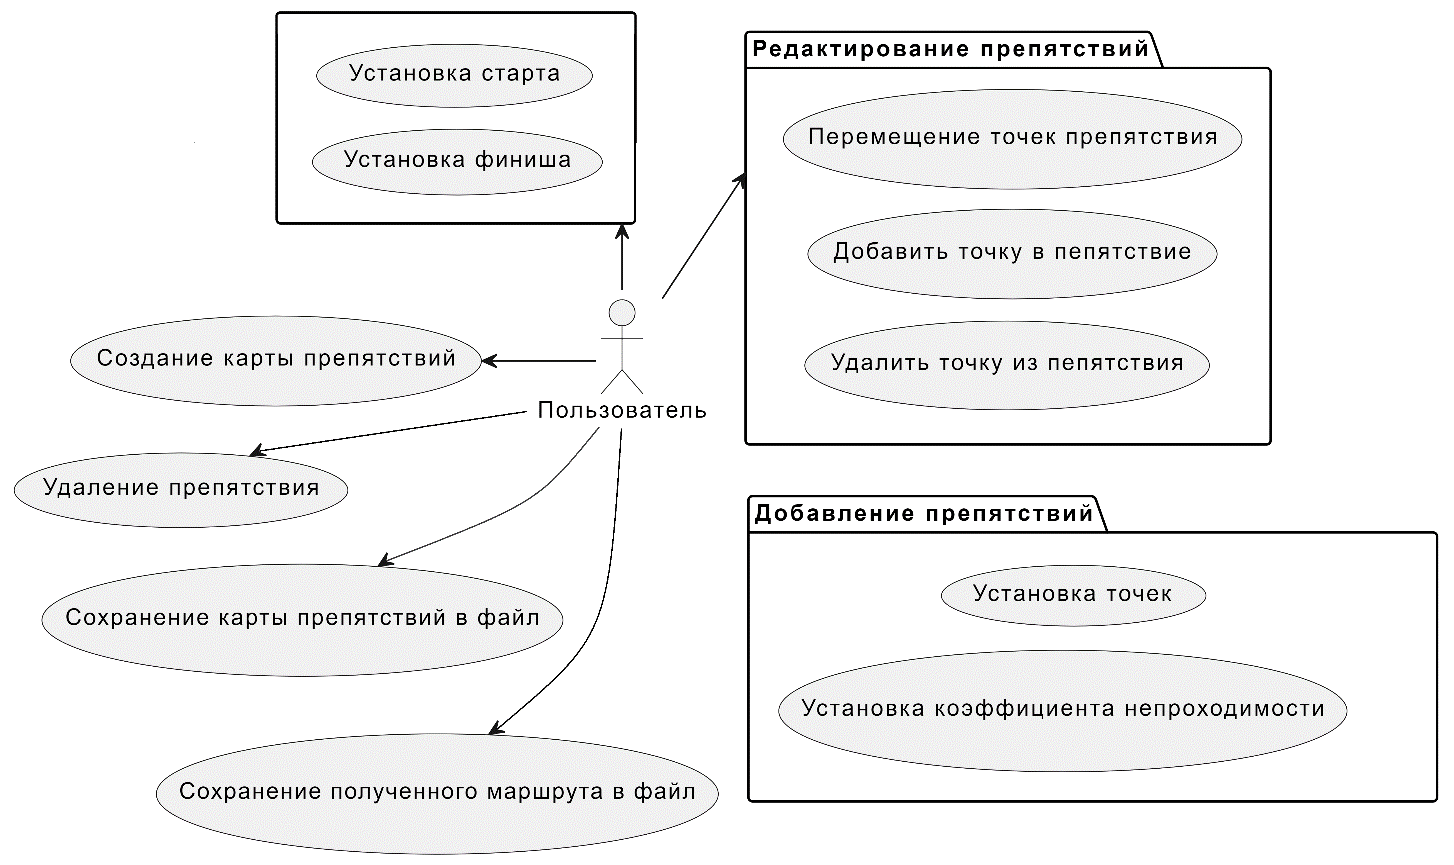 Установка старта
Установка финиша
Редактирование препятствий
Перемещение точек препятствия
Добавить точку в пепятствие
Удалить точку из пепятствия
Создание карты препятствий
Пользователь
Удаление препятствия
Сохранение карты препятствий в файл
Сохранение полученного маршрута в файл
Добавление препятствий
Установка точек
Установка коэффициента непроходимости